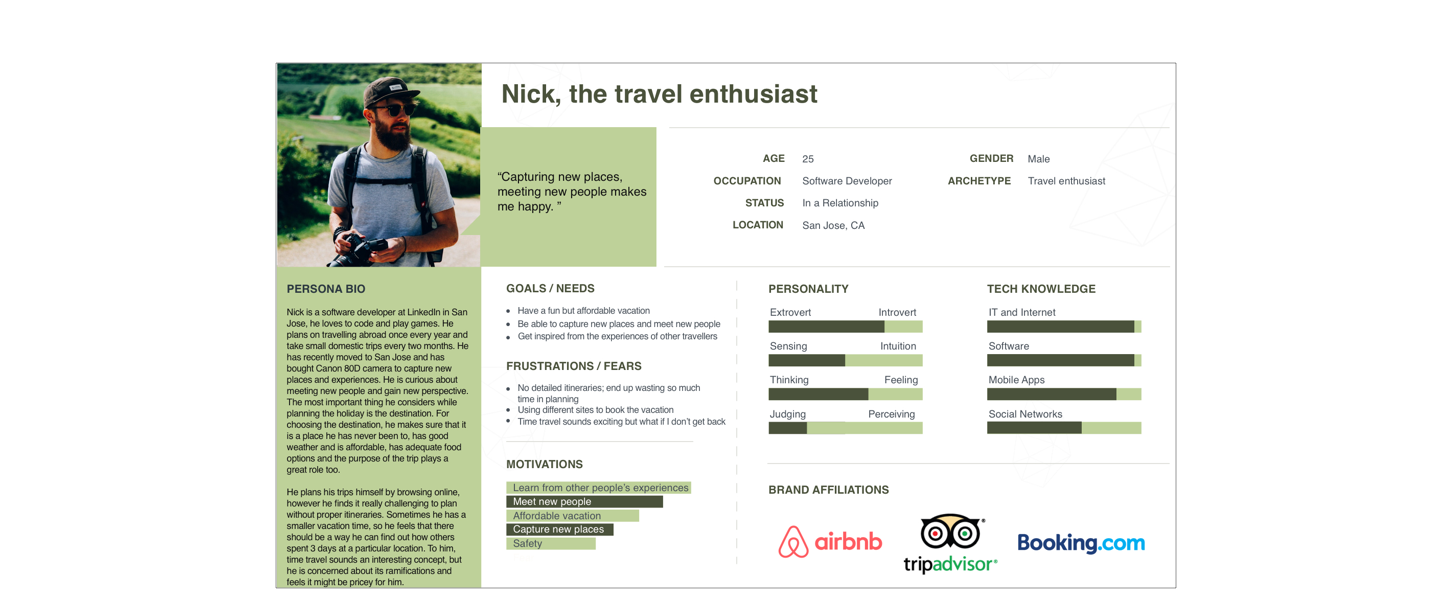 Nick, the travel enthusiast
“Capturing new places,
meeting new people makes
me happy. ”
AGE 25
OCCUPATION Software Developer
STATUS In a Relationship
LOCATION San Jose, CA
GENDER Male
ARCHETYPE Travel enthusiast
PERSONA BIO
Nick is a software developer at LinkedIn in San
Jose, he loves to code and play games. He
plans on travelling abroad once every year and
take small domestic trips every two months. He
has recently moved to San Jose and has
bought Canon 80D camera to capture new
places and experiences. He is curious about
meeting new people and gain new perspective.
The most important thing he considers while
planning the holiday is the destination. For
choosing the destination, he makes sure that it
is a place he has never been to, has good
weather and is affordable, has adequate food
options and the purpose of the trip plays a
great role too.
He plans his trips himself by browsing online,
however he finds it really challenging to plan
without proper itineraries. Sometimes he has a
smaller vacation time, so he feels that there
should be a way he can find out how others
spent 3 days at a particular location. To him,
time travel sounds an interesting concept, but
he is concerned about its ramifications and
feels it might be pricey for him.
GOALS / NEEDS
• Have a fun but affordable vacation
• Be able to capture new places and meet new people
• Get inspired from the experiences of other travellers
FRUSTRATIONS / FEARS
• No detailed itineraries; end up wasting so much
time in planning
• Using different sites to book the vacation
• Time travel sounds exciting but what if I don’t get back
MOTIVATIONS
Learn from other people’s experiences
Meet new people
Affordable vacation
Capture new places
Safety
PERSONALITY
Extrovert Introvert
Sensing Intuition
Thinking Feeling
Judging Perceiving
TECH KNOWLEDGE
IT and Internet
Software
Mobile Apps
Social Networks
BRAND AFFILIATIONS
airbnb
tripadvisor®
Booking.com